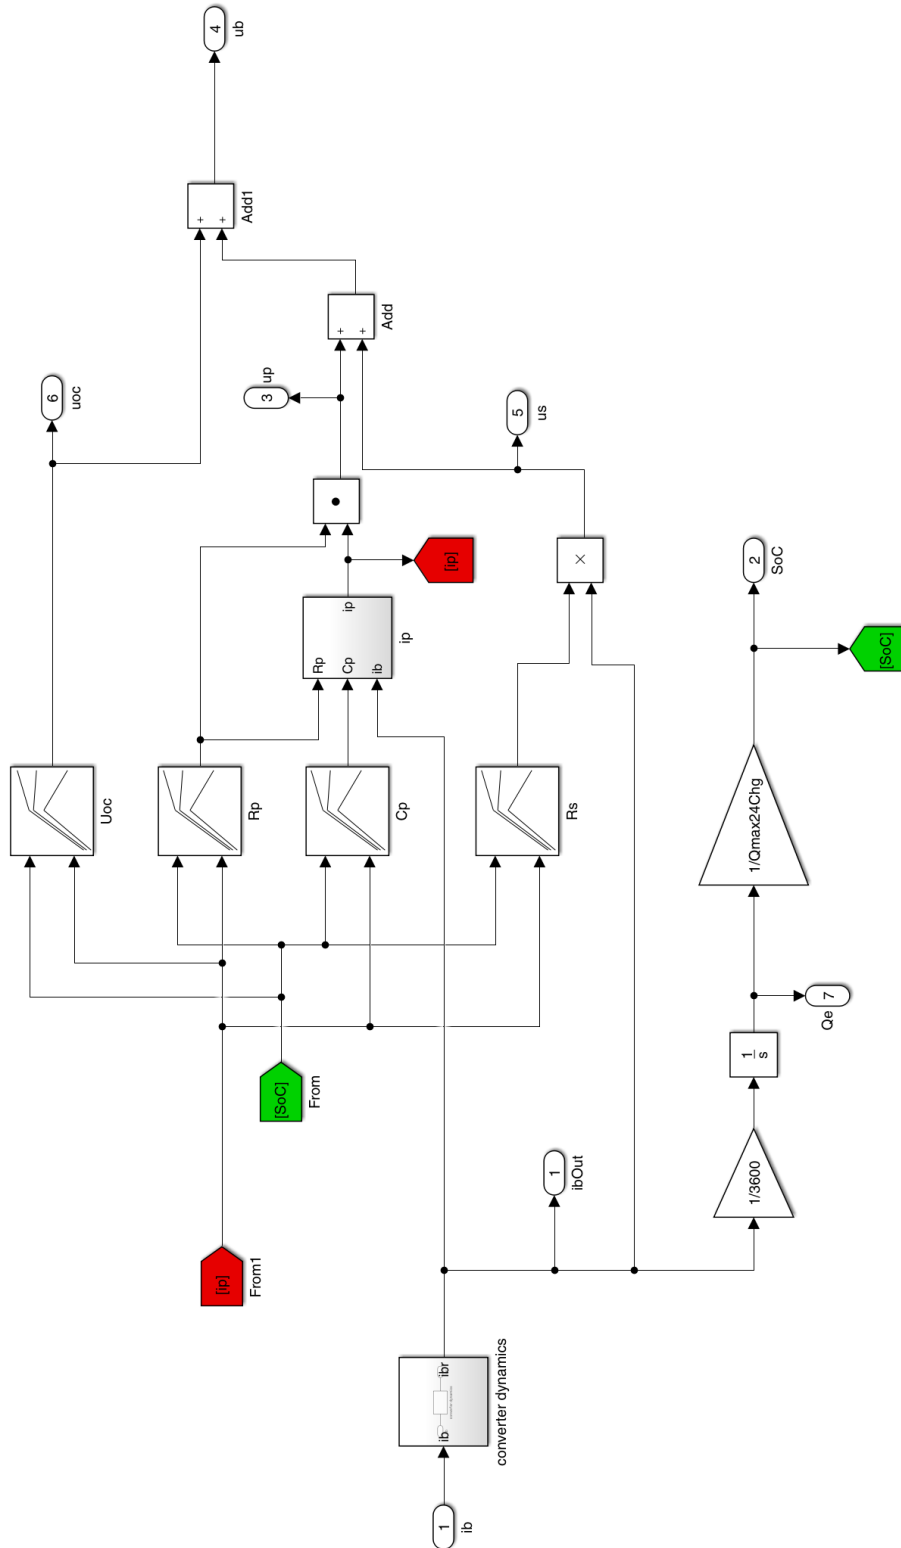 6
uoc
Uoc
4
+
+
ub
[ip]
Add1
From1
Rp
3
up
[SoC]
From
Rp
Cp
ib
ip
+
+
Add
Cp
ip
1
ib
ibr
[ip]
ib
converter dynamics
5
us
1
ibOut
Rs
×
1/3600
1
s
1/Qmax24Chg
2
SoC
Qe
7
[SoC]